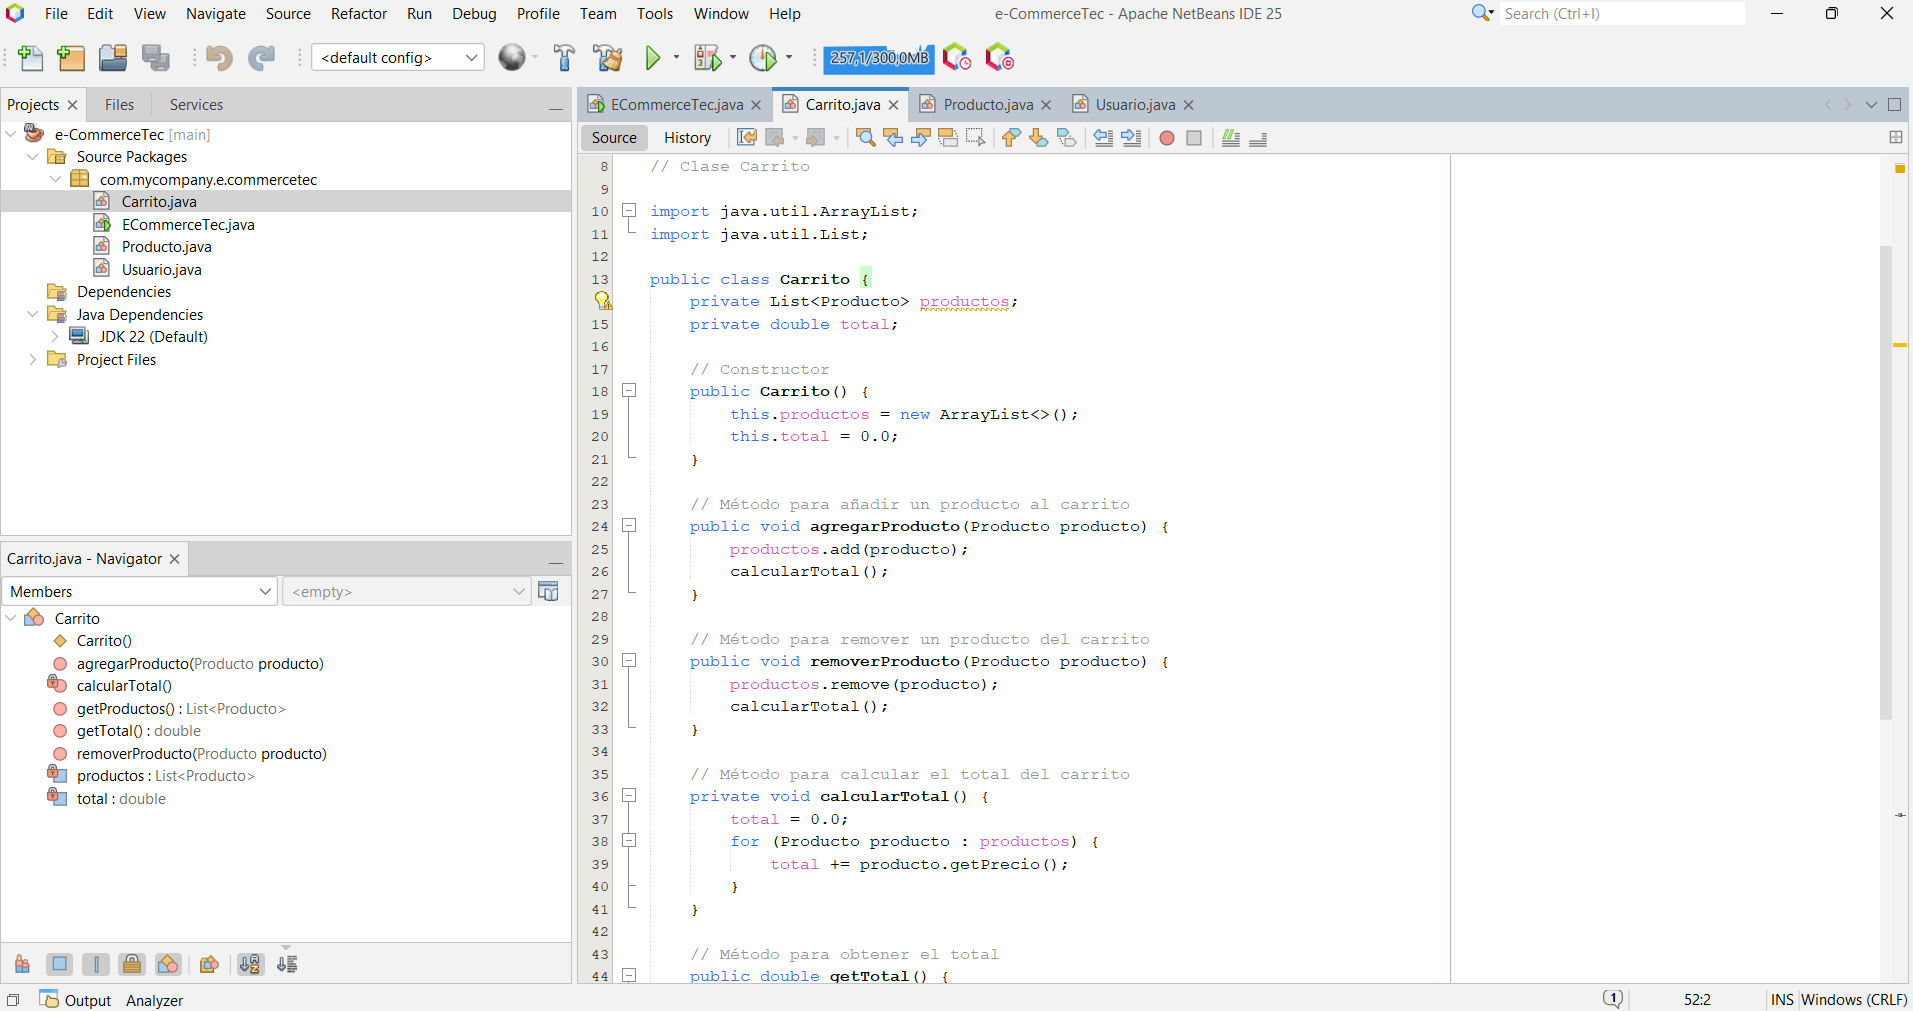 File Edit View Navigate Source Refactor Run Debug Profile Team Tools Window Help e-CommerceTec - Apache NetBeans IDE 25 Search (Ctrl+I)
<default config> 257,1/300,0MB
Projects Files Services
e-CommerceTec [main]
Source Packages
com.mycompany.e.commercetec
Carrito.java
ECommerceTec.java
Producto.java
Usuario.java
Dependencies
Java Dependencies
JDK 22 (Default)
Project Files
Carrito.java - Navigator
Members <empty>
Carrito
Carrito()
agregarProducto(Producto producto)
calcularTotal()
getProductos() : List<Producto>
getTotal() : double
removerProducto(Producto producto)
productos : List<Producto>
total : double
ECommerceTec.java Carrito.java Producto.java Usuario.java
Source History
8 // Clase Carrito
9
10 import java.util.ArrayList;
11 import java.util.List;
12
13 public class Carrito {
private List<Producto> productos;
15 private double total;
16
17 // Constructor
18 public Carrito() {
19 this.productos = new ArrayList<>();
20 this.total = 0.0;
21 }
22
23 // Método para añadir un producto al carrito
24 public void agregarProducto(Producto producto) {
25 productos.add(producto);
26 calcularTotal();
27 }
28
29 // Método para remover un producto del carrito
30 public void removerProducto(Producto producto) {
31 productos.remove(producto);
32 calcularTotal();
33 }
34
35 // Método para calcular el total del carrito
36 private void calcularTotal() {
37 total = 0.0;
38 for (Producto producto : productos) {
39 total += producto.getPrecio();
40 }
41 }
42
43 // Método para obtener el total
44 public double getTotal() {
Output Analyzer 1 52:2 INS Windows (CRLF)